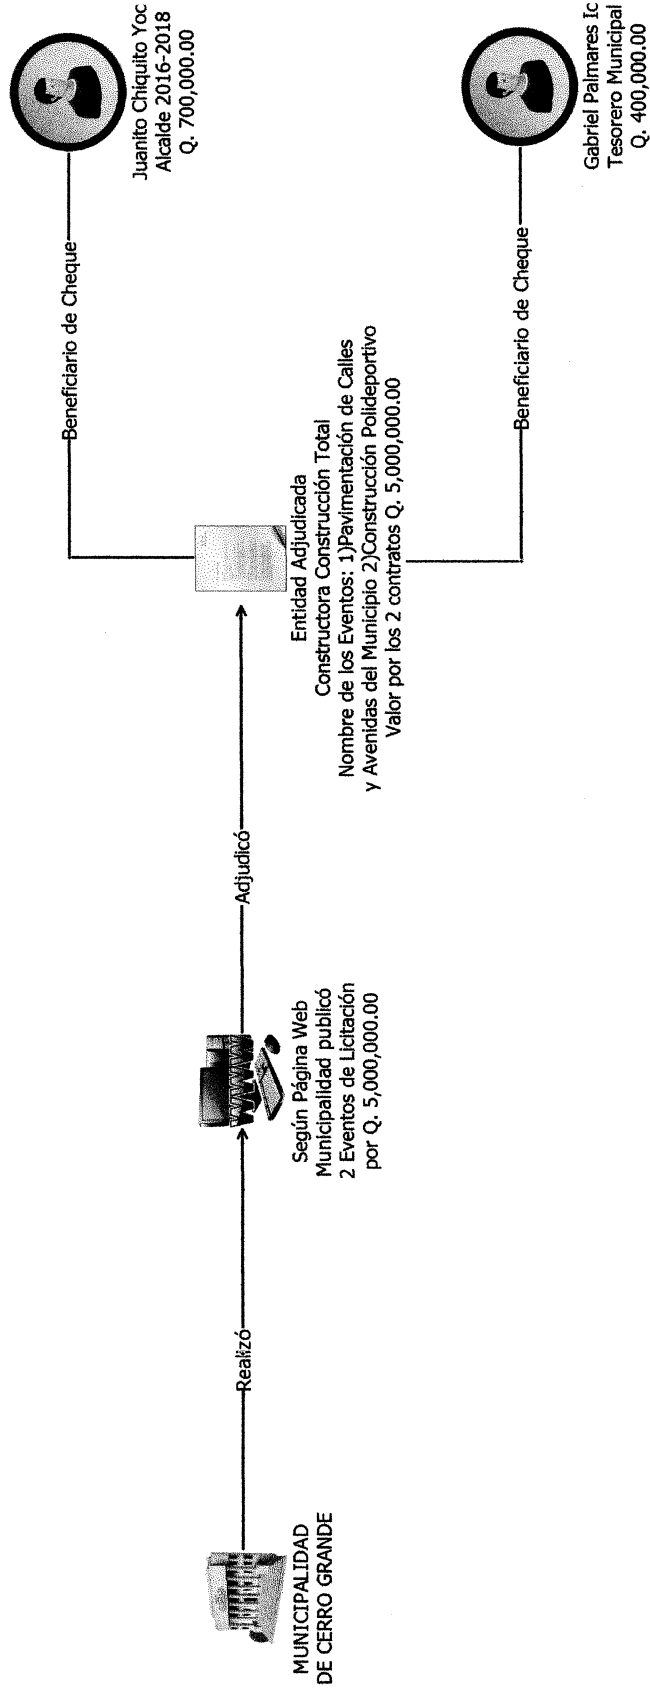 MUNICIPALIDAD
DE CERRO GRANDE
Realizó
Según Página Web
Municipalidad publicó
2 Eventos de Licitación
por Q. 5,000,000.00
Adjudicó
Entidad Adjudicada
Constructora Construcción Total
Nombre de los Eventos: 1)Pavimentación de Calles
y Avenidas del Municipio 2)Construcción Polideportivo
Valor por los 2 contratos Q. 5,000,000.00
Beneficiario de Cheque
Juanito Chiquito Yoc
Alcalde 2016-2018
Q. 700,000.00
Beneficiario de Cheque
Gabriel Palmares Ic
Tesorero Municipal
Q. 400,000.00